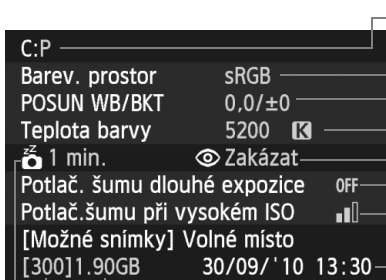 C:P
Barev. prostor sRGB
POSUN WB/BKT 0,0/±0
Teplota barvy 5200 K
zz 1 min. Zakázat
Potlač. šumu dlouhé expozice OFF
Potlač.šumu při vysokém ISO
[Možné snímky] Volné místo
[300]1.90GB 30/09/'10 13:30